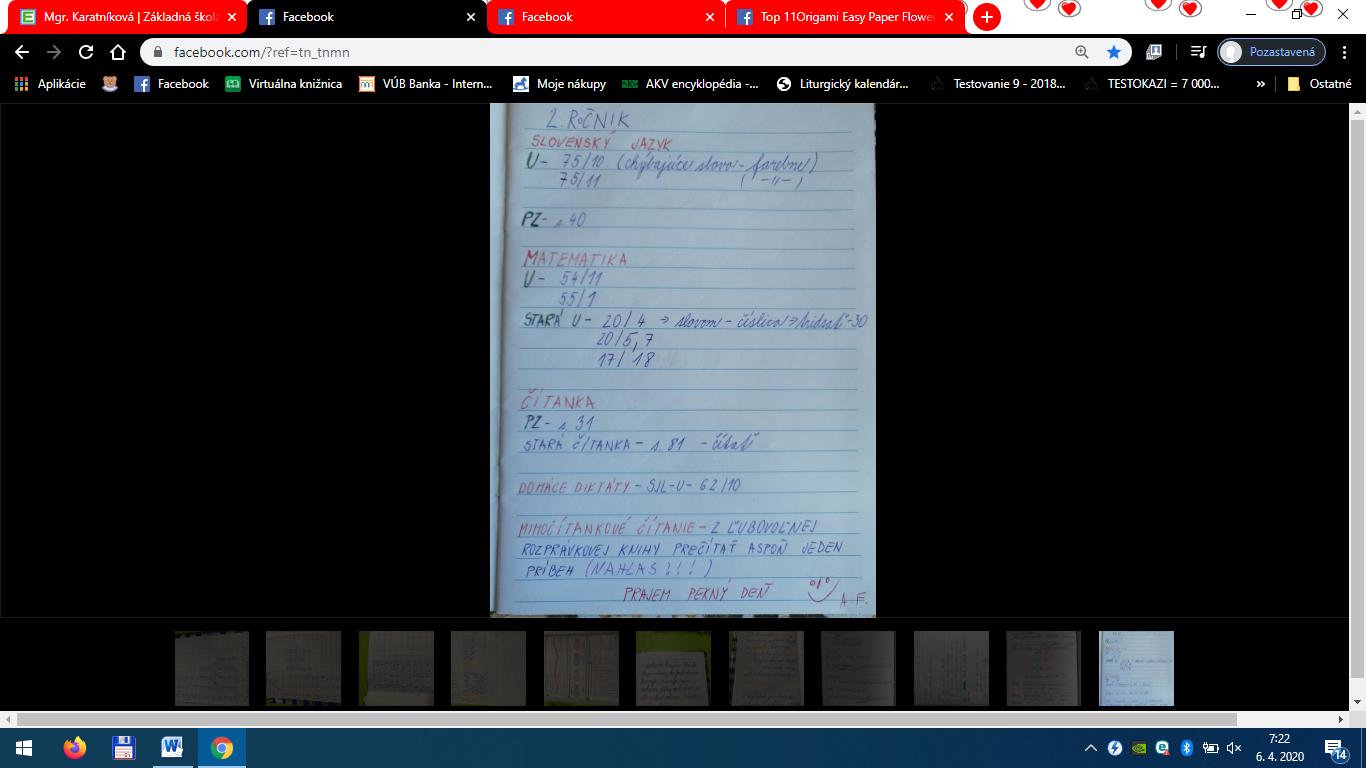 Mgr. Karatníková | Základná škol
Facebook
Facebook
Top 11Origami Easy Paper Flower
facebook.com/?ref=tn_tnmn
Pozastavená
Aplikácie
Facebook
Virtuálna knižnica
VÚB Banka - Intern...
Moje nákupy
AKV encyklopédia -...
Liturgický kalendár...
Testovanie 9 - 2018...
TESTOKAZI = 7 000...
»
Ostatné
2. ROČNÍK
SLOVENSKÝ JAZYK
U- 75/10 (chýbajúce slovo - farebne)
75/11 ( -"- )
PZ- s. 40
MATEMATIKA
U- 54/11
55/1
STARÁ U- 20/4 → slovom - číslica → -30
20/5, 7
17/18
ČÍTANKA
PZ- s. 31
STARÁ ČÍTANKA - s. 81 - čítať
DOMÁCE DIKTÁTY - SJL-U- 62/10
MIMOČÍTANKOVÉ ČÍTANIE - Z ĽUBOVOĽNEJ
ROZPRÁVKOVEJ KNIHY PREČÍTAŤ ASPOŇ JEDEN
PRÍBEH (NAHLAS!!!)
PRAJEM PEKNÝ DEŇ
A F.
7:22
6. 4. 2020
14